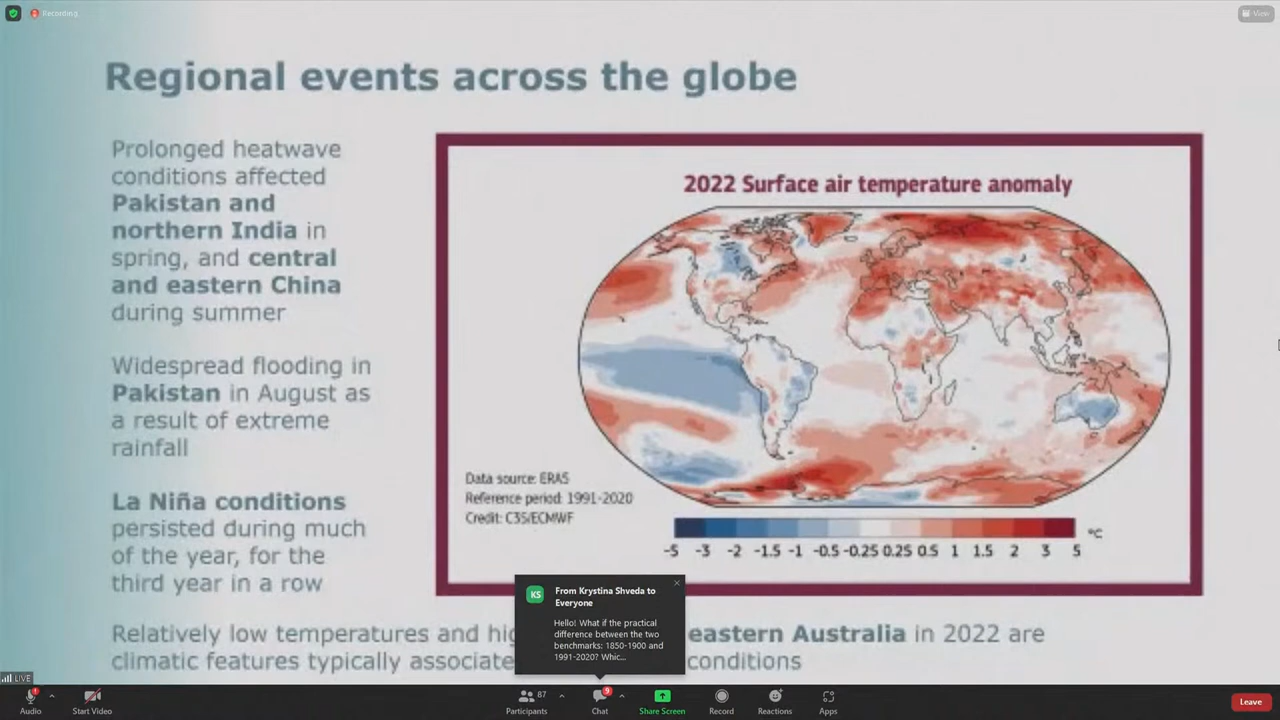 Recording
View
Regional events across the globe
Prolonged heatwave
conditions affected
Pakistan and
northern India in
spring, and central
and eastern China
during summer
Widespread flooding in
Pakistan in August as
a result of extreme
rainfall
La Niña conditions
persisted during much
of the year, for the
third year in a row
2022 Surface air temperature anomaly
Data source: ERA5
Reference period: 1991-2020
Credit: C3S/ECMWF
°C
-5 -3 -2 -1.5 -1 -0.5 -0.25 0.25 0.5 1 1.5 2 3 5
Relatively low temperatures and eastern Australia in 2022 are
climatic features typically conditions
KS
From Krystina Shveda to
Everyone
Hello! What if the practical
difference between the two
benchmarks: 1850-1900 and
1991-2020? Whic...
LIVE
Audio
Start Video
87
Participants
9
Chat
Share Screen
Record
Reactions
Apps
Leave